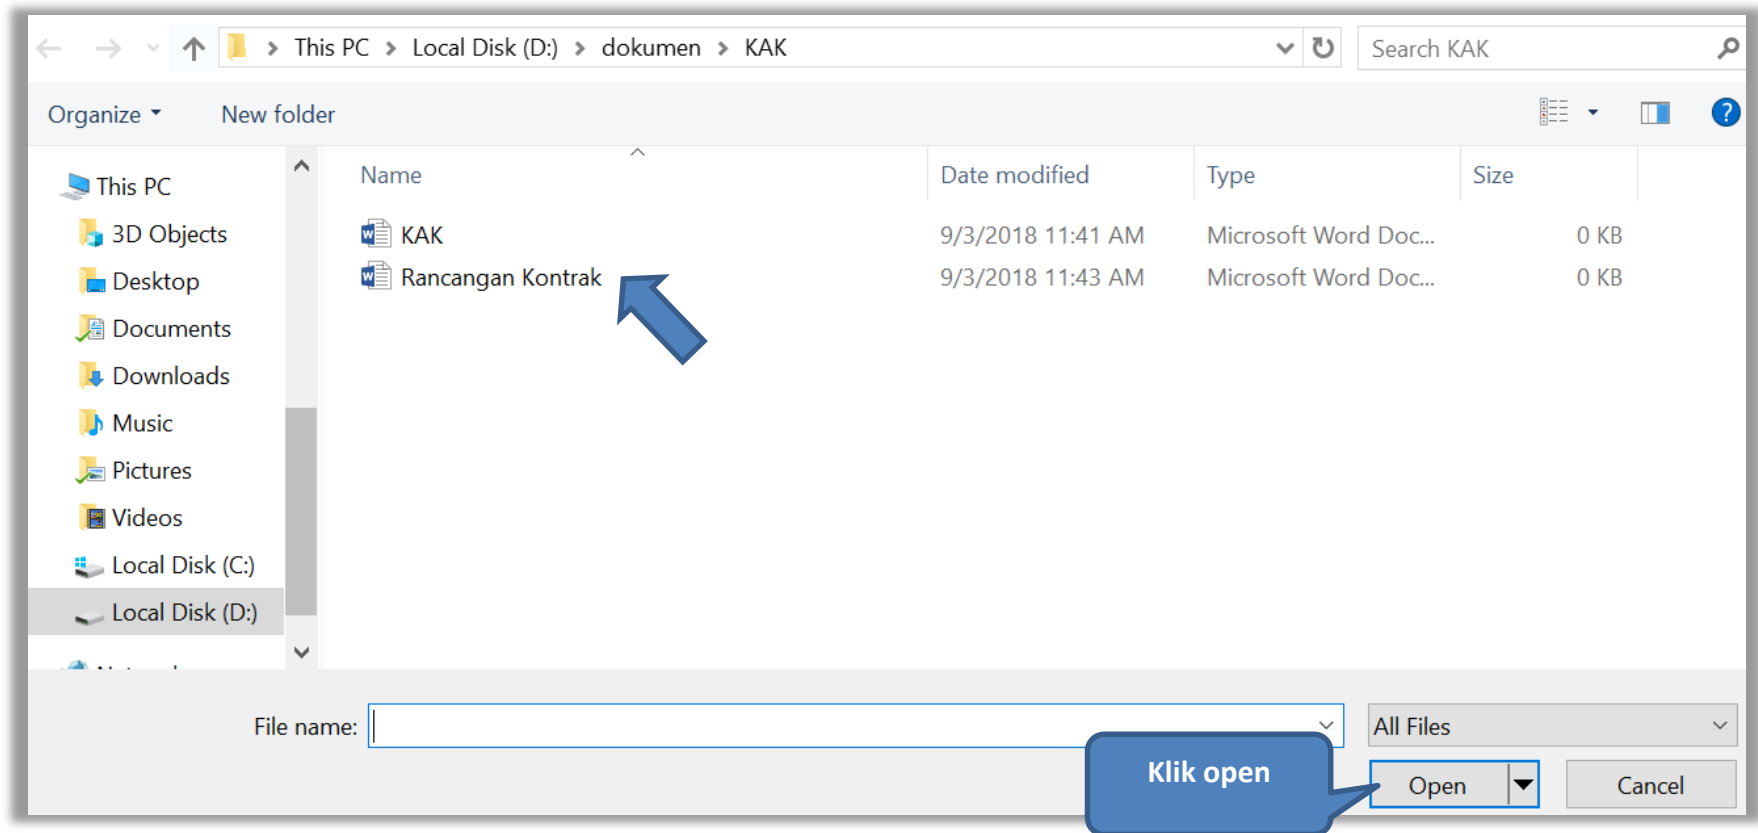 This PC > Local Disk (D:) > dokumen > KAK
Search KAK
Organize
New folder
?
Name
Date modified
Type
Size
This PC
3D Objects
Desktop
Documents
Downloads
Music
Pictures
Videos
Local Disk (C:)
Local Disk (D:)
KAK 9/3/2018 11:41 AM Microsoft Word Doc... 0 KB
Rancangan Kontrak 9/3/2018 11:43 AM Microsoft Word Doc... 0 KB
File name:
All Files
Klik open
Open
Cancel